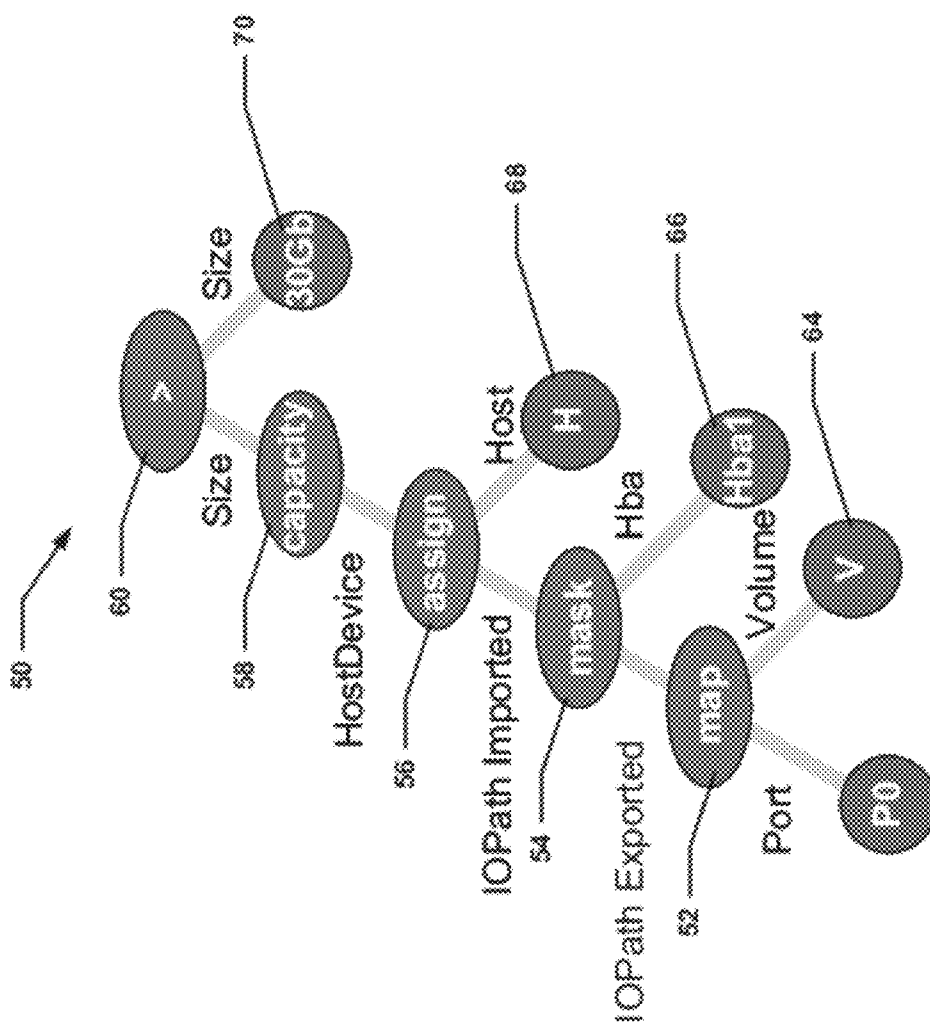 50
60
>
Size
Size
58
70
capacity
30Gb
HostDevice
56
assign
IOPath Imported
Host
68
54
H
mask
IOPath Exported
Hba
66
52
map
Hba1
Volume
Port
64
V
P0